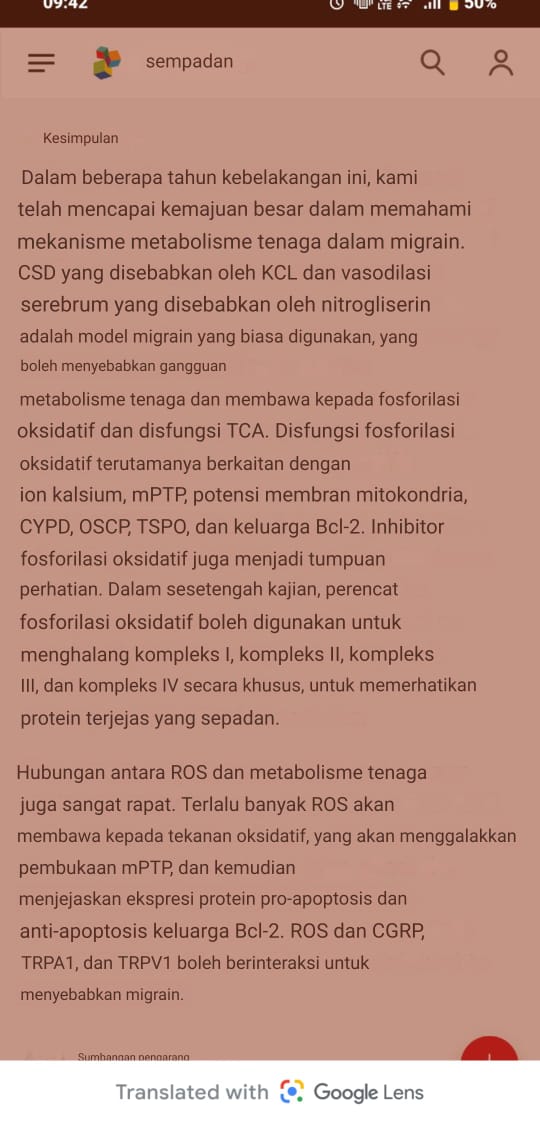 09:42
LTE
50%
sempadan
Kesimpulan
Dalam beberapa tahun kebelakangan ini, kami
telah mencapai kemajuan besar dalam memahami
mekanisme metabolisme tenaga dalam migrain.
CSD yang disebabkan oleh KCL dan vasodilasi
serebrum yang disebabkan oleh nitrogliserin
adalah model migrain yang biasa digunakan, yang
boleh menyebabkan gangguan
metabolisme tenaga dan membawa kepada fosforilasi
oksidatif dan disfungsi TCA. Disfungsi fosforilasi
oksidatif terutamanya berkaitan dengan
ion kalsium, mPTP, potensi membran mitokondria,
CYPD, OSCP, TSPO, dan keluarga Bcl-2. Inhibitor
fosforilasi oksidatif juga menjadi tumpuan
perhatian. Dalam sesetengah kajian, perencat
fosforilasi oksidatif boleh digunakan untuk
menghalang kompleks I, kompleks II, kompleks
III, dan kompleks IV secara khusus, untuk memerhatikan
protein terjejas yang sepadan.
Hubungan antara ROS dan metabolisme tenaga
juga sangat rapat. Terlalu banyak ROS akan
membawa kepada tekanan oksidatif, yang akan menggalakkan
pembukaan mPTP, dan kemudian
menjejaskan ekspresi protein pro-apoptosis dan
anti-apoptosis keluarga Bcl-2. ROS dan CGRP,
TRPA1, dan TRPV1 boleh berinteraksi untuk
menyebabkan migrain.
Sumbangan pengarang
Translated with Google Lens